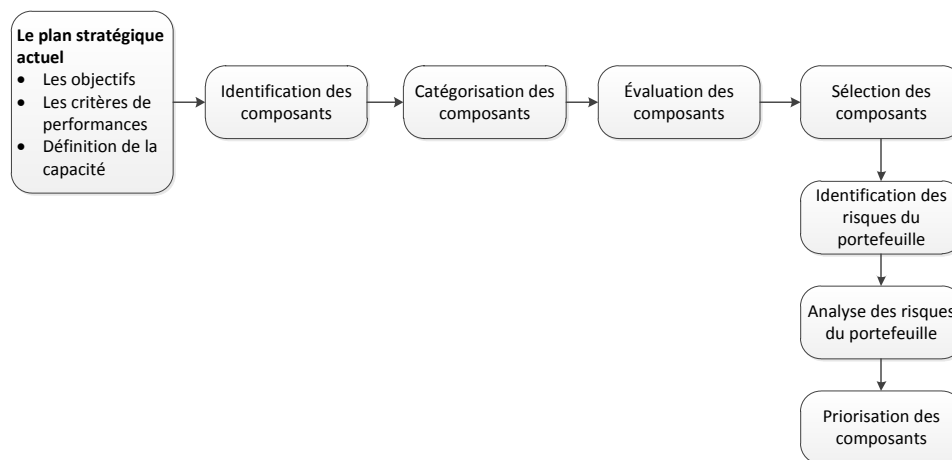 Le plan stratégique
actuel
• Les objectifs
• Les critères de
performances
• Définition de la
capacité
Identification des
composants
Catégorisation des
composants
Évaluation des
composants
Sélection des
composants
Identification des
risques du
portefeuille
Analyse des risques
du portefeuille
Priorisation des
composants